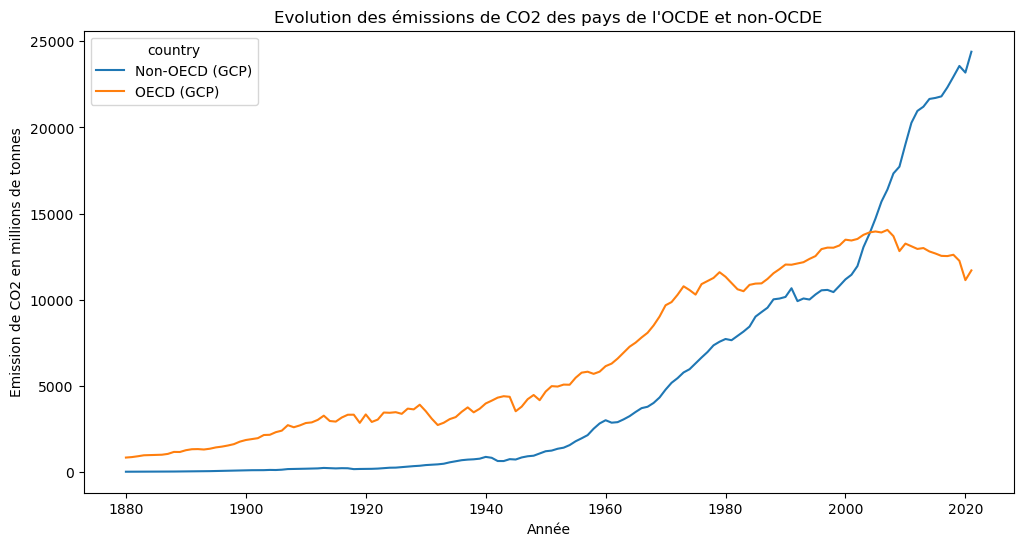 Evolution des émissions de CO2 des pays de l'OCDE et non-OCDE
country
Non-OECD (GCP)
OECD (GCP)
Emission de CO2 en millions de tonnes
25000
20000
15000
10000
5000
0
1880 1900 1920 1940 1960 1980 2000 2020
Année